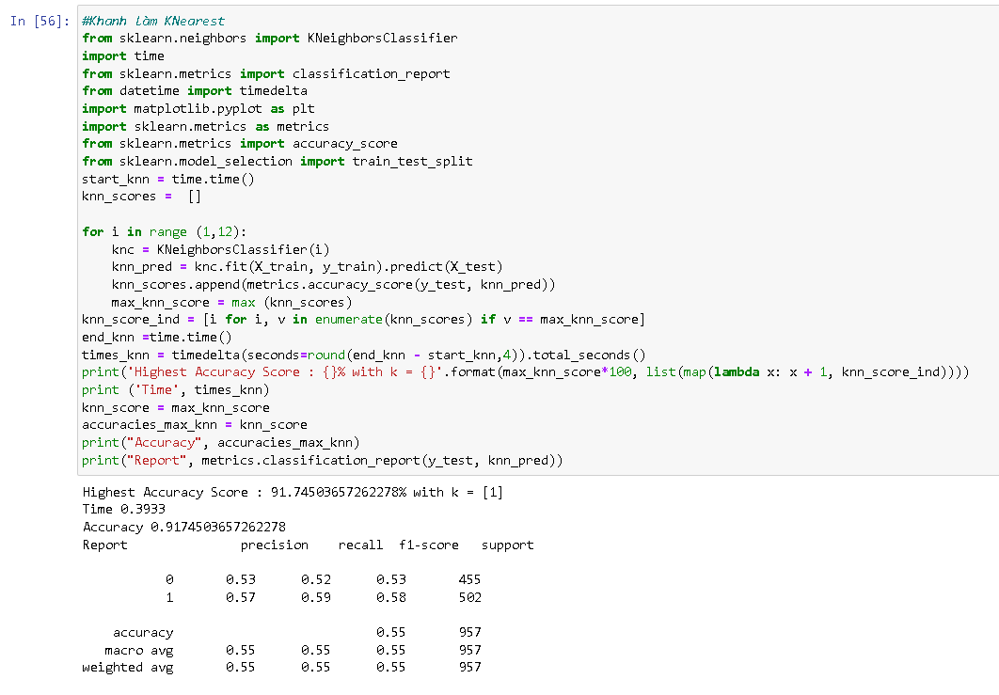 In [56]: #Khanh làm KNearest
from sklearn.neighbors import KNeighborsClassifier
import time
from sklearn.metrics import classification_report
from datetime import timedelta
import matplotlib.pyplot as plt
import sklearn.metrics as metrics
from sklearn.metrics import accuracy_score
from sklearn.model_selection import train_test_split
start_knn = time.time()
knn_scores =  []

for i in range (1,12):
    knc = KNeighborsClassifier(i)
    knn_pred = knc.fit(X_train, y_train).predict(X_test)
    knn_scores.append(metrics.accuracy_score(y_test, knn_pred))
    max_knn_score = max (knn_scores)
knn_score_ind = [i for i, v in enumerate(knn_scores) if v == max_knn_score]
end_knn =time.time()
times_knn = timedelta(seconds=round(end_knn - start_knn,4)).total_seconds()
print('Highest Accuracy Score : {}% with k = {}'.format(max_knn_score*100, list(map(lambda x: x + 1, knn_score_ind))))
print ('Time', times_knn)
knn_score = max_knn_score
accuracies_max_knn = knn_score
print("Accuracy", accuracies_max_knn)
print("Report", metrics.classification_report(y_test, knn_pred))

Highest Accuracy Score : 91.74503657262278% with k = [1]
Time 0.3933
Accuracy 0.9174503657262278
Report               precision    recall  f1-score   support

           0       0.53      0.52      0.53       455
           1       0.57      0.59      0.58       502

    accuracy                           0.55       957
   macro avg       0.55      0.55      0.55       957
weighted avg       0.55      0.55      0.55       957